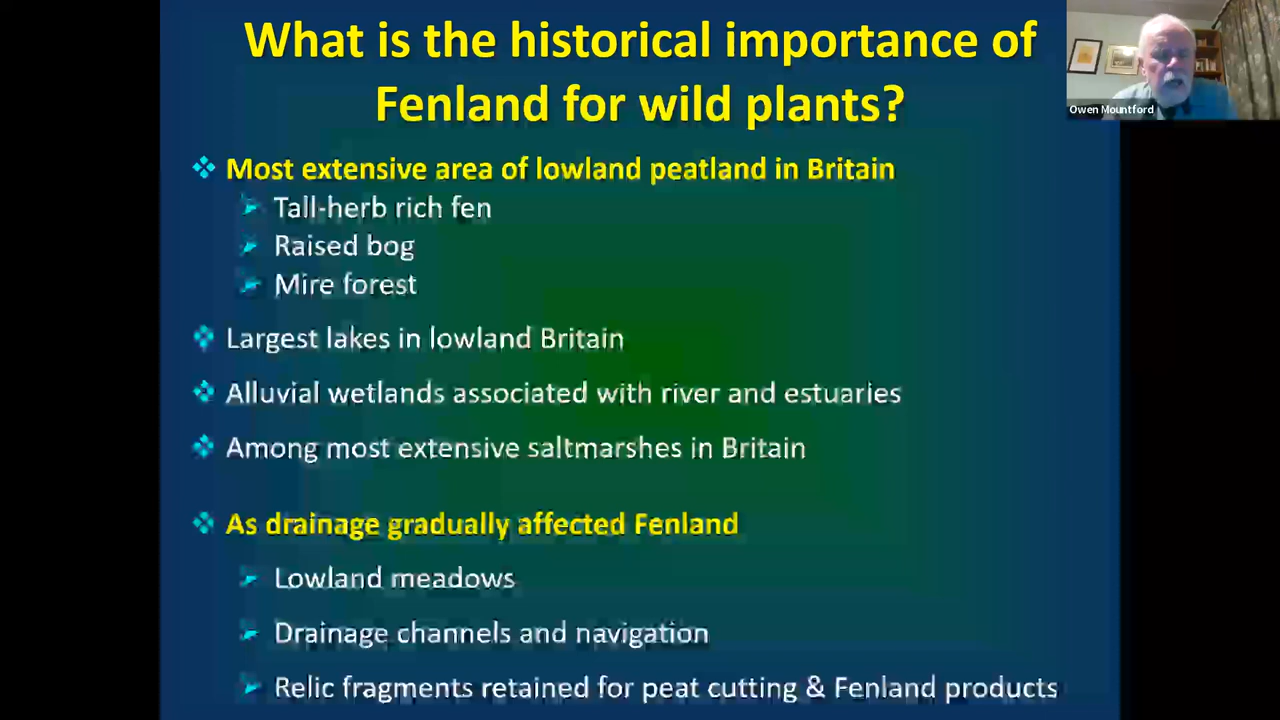 What is the historical importance of
Fenland for wild plants?
Owen Mountford
Most extensive area of lowland peatland in Britain
Tall-herb rich fen
Raised bog
Mire forest
Largest lakes in lowland Britain
Alluvial wetlands associated with river and estuaries
Among most extensive saltmarshes in Britain
As drainage gradually affected Fenland
Lowland meadows
Drainage channels and navigation
Relic fragments retained for peat cutting & Fenland products